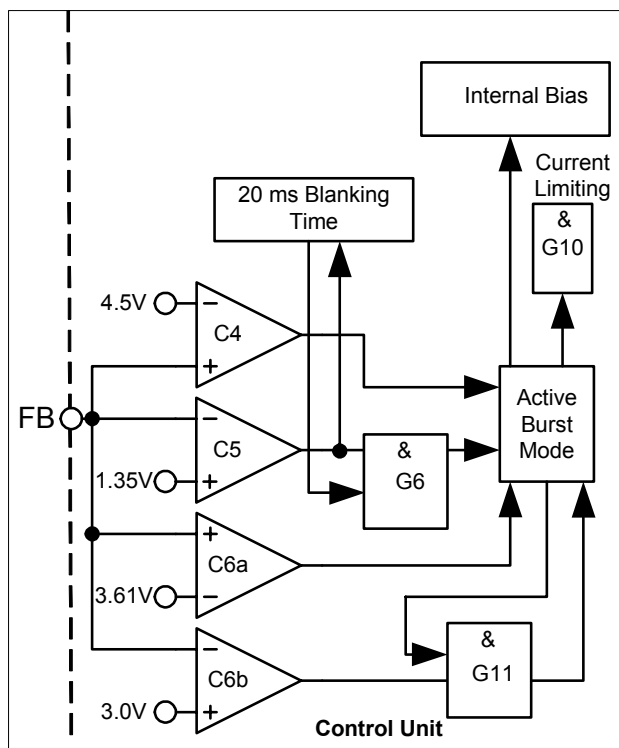 Internal Bias
Current
Limiting
20 ms Blanking
Time
&
G10
4.5V
−
C4
+
Active
Burst
Mode
FB
−
C5
&
G6
1.35V
+
+
C6a
3.61V
−
&
G11
−
C6b
3.0V
+
Control Unit